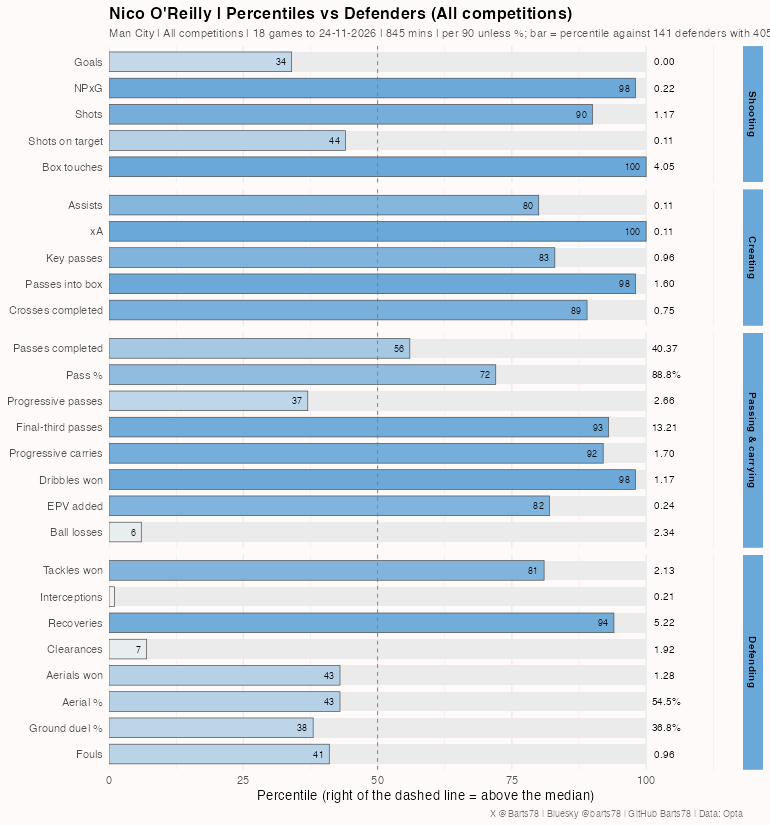 Nico O'Reilly | Percentiles vs Defenders (All competitions)
Man City | All competitions | 18 games to 24-11-2026 | 845 mins | per 90 unless %; bar = percentile against 141 defenders with 405
Goals 34 0.00
NPxG 98 0.22
Shots 90 1.17
Shots on target 44 0.11
Box touches 100 4.05
Shooting
Assists 80 0.11
xA 100 0.11
Key passes 83 0.96
Passes into box 98 1.60
Crosses completed 89 0.75
Creating
Passes completed 56 40.37
Pass % 72 88.8%
Progressive passes 37 2.66
Final-third passes 93 13.21
Progressive carries 92 1.70
Dribbles won 98 1.17
EPV added 82 0.24
Ball losses 6 2.34
Passing & carrying
Tackles won 81 2.13
Interceptions 0.21
Recoveries 94 5.22
Clearances 7 1.92
Aerials won 43 1.28
Aerial % 43 54.5%
Ground duel % 38 36.8%
Fouls 41 0.96
Defending
0 25 50 75 100
Percentile (right of the dashed line = above the median)
X @Barts78 | Bluesky @barts78 | GitHub Barts78 | Data: Opta